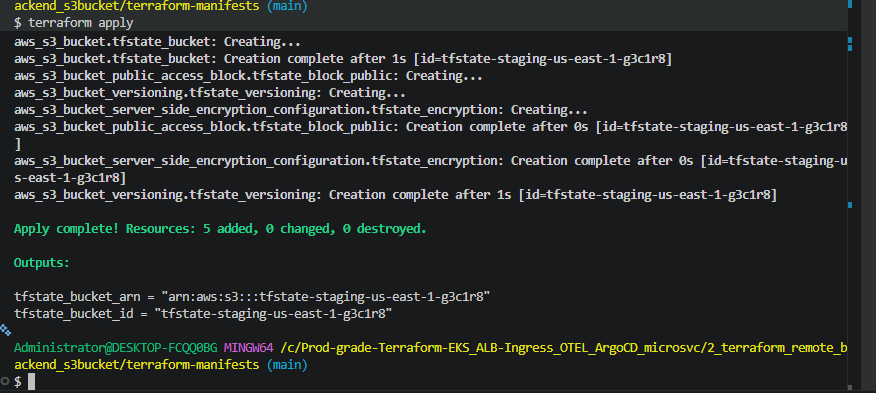 ackend_s3bucket/terraform-manifests (main)
$ terraform apply
aws_s3_bucket.tfstate_bucket: Creating...
aws_s3_bucket.tfstate_bucket: Creation complete after 1s [id=tfstate-staging-us-east-1-g3c1r8]
aws_s3_bucket_public_access_block.tfstate_block_public: Creating...
aws_s3_bucket_versioning.tfstate_versioning: Creating...
aws_s3_bucket_server_side_encryption_configuration.tfstate_encryption: Creating...
aws_s3_bucket_public_access_block.tfstate_block_public: Creation complete after 0s [id=tfstate-staging-us-east-1-g3c1r8
]
aws_s3_bucket_server_side_encryption_configuration.tfstate_encryption: Creation complete after 0s [id=tfstate-staging-u
s-east-1-g3c1r8]
aws_s3_bucket_versioning.tfstate_versioning: Creation complete after 1s [id=tfstate-staging-us-east-1-g3c1r8]
Apply complete! Resources: 5 added, 0 changed, 0 destroyed.
Outputs:
tfstate_bucket_arn = "arn:aws:s3:::tfstate-staging-us-east-1-g3c1r8"
tfstate_bucket_id = "tfstate-staging-us-east-1-g3c1r8"
Administrator@DESKTOP-FCQQ0BG MINGW64 /c/Prod-grade-Terraform-EKS_ALB-Ingress_OTEL_ArgoCD_microsvc/2_terraform_remote_b
ackend_s3bucket/terraform-manifests (main)
$